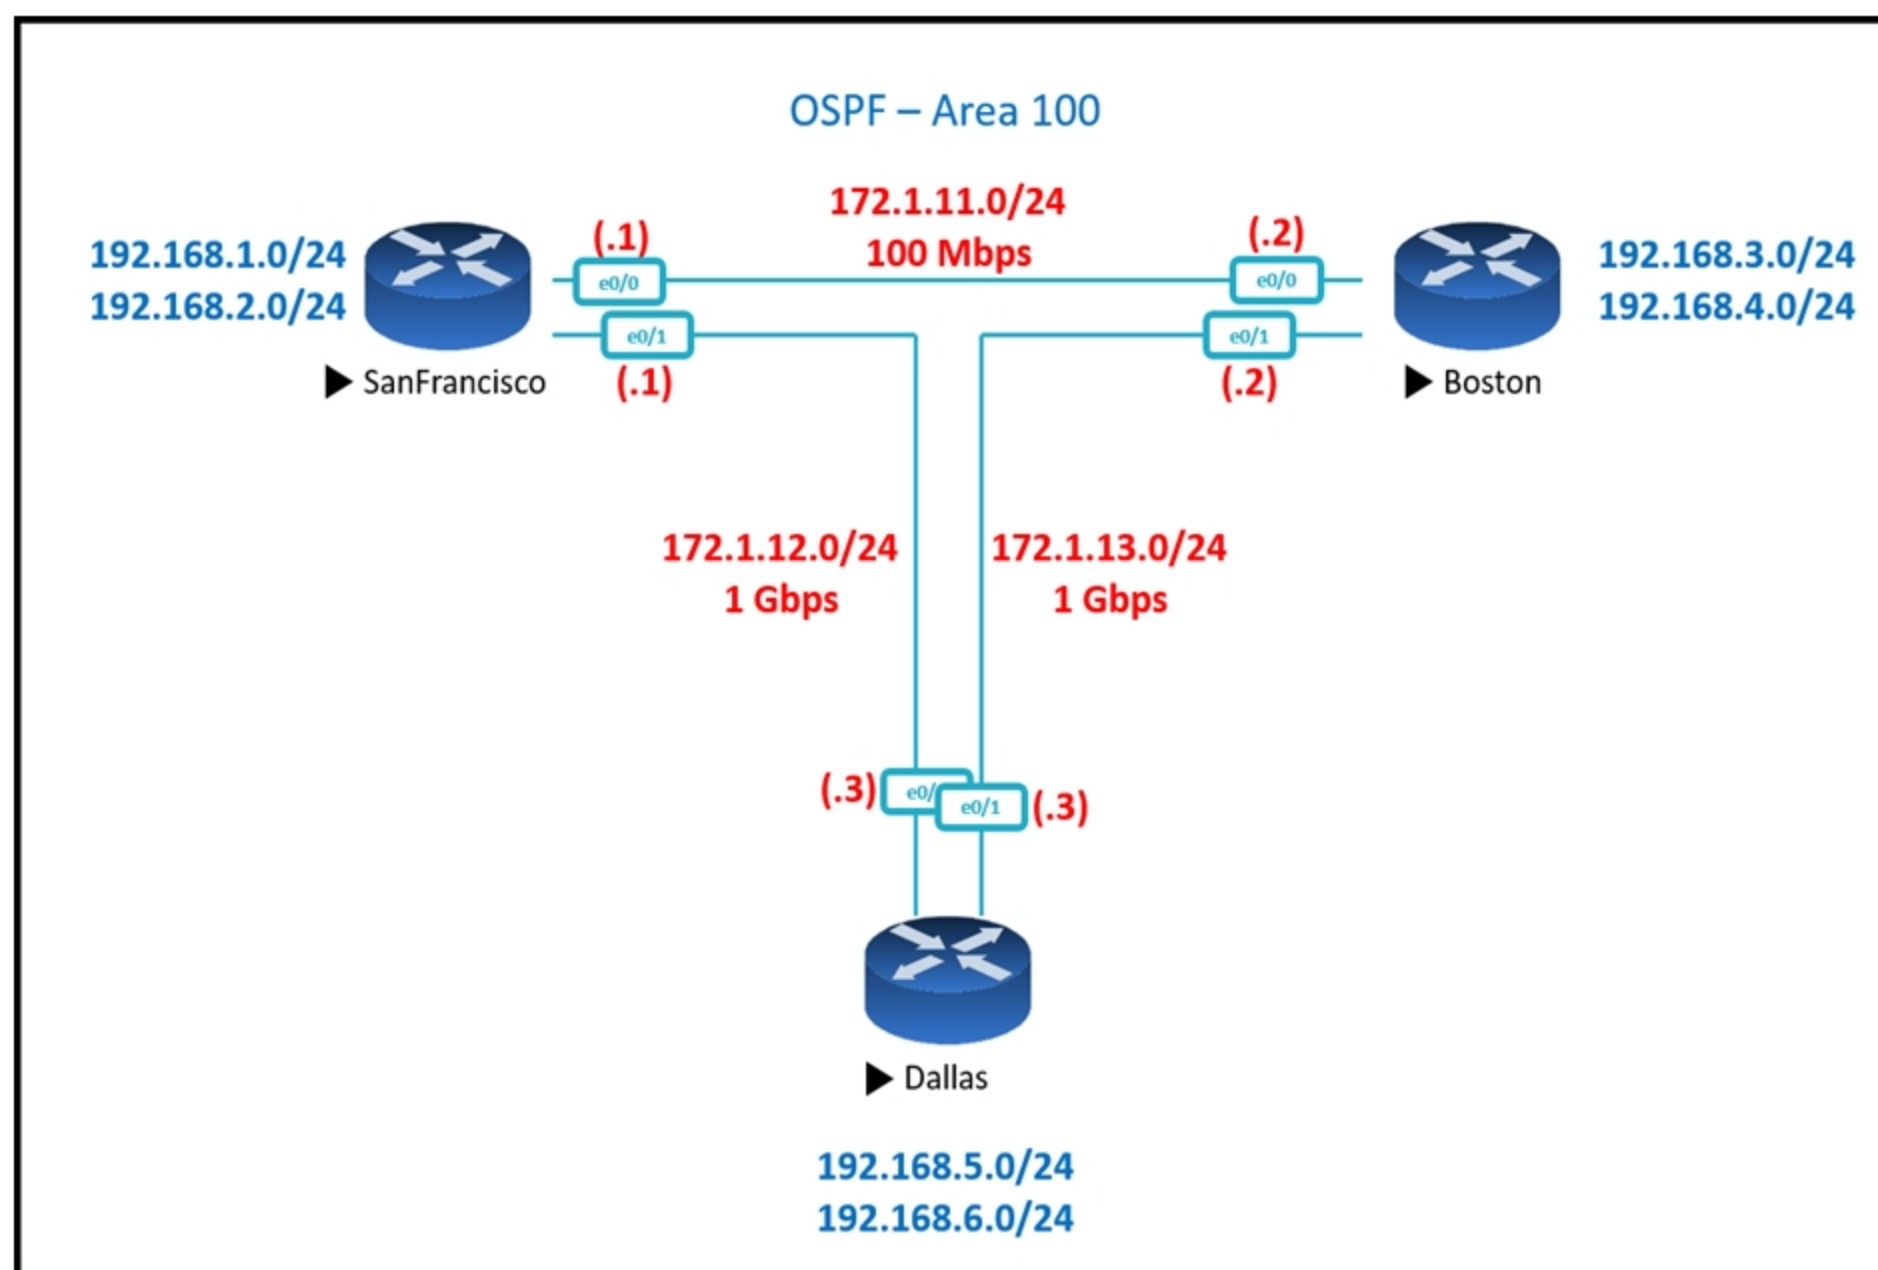 OSPF – Area 100
172.1.11.0/24
100 Mbps
192.168.1.0/24
192.168.2.0/24
(.1)
e0/0
(.2)
e0/0
192.168.3.0/24
192.168.4.0/24
e0/1
(.1)
e0/1
(.2)
SanFrancisco
Boston
172.1.12.0/24
1 Gbps
172.1.13.0/24
1 Gbps
(.3)
e0/
e0/1
(.3)
Dallas
192.168.5.0/24
192.168.6.0/24